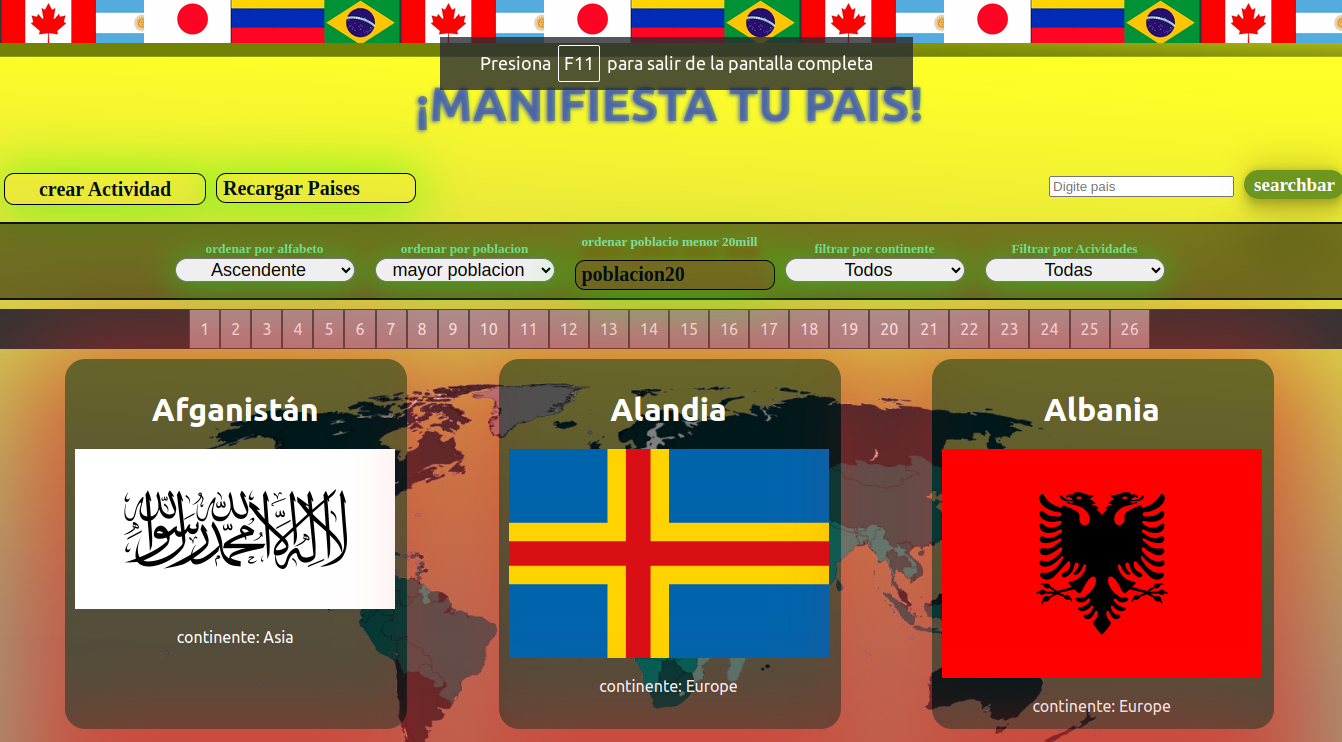 Presiona F11 para salir de la pantalla completa
¡MANIFIESTA TU PAIS!
crear Actividad
Recargar Paises
Digite pais
searchbar
ordenar por alfabeto
Ascendente
ordenar por poblacion
mayor poblacion
ordenar poblacio menor 20mill
poblacion20
filtrar por continente
Todos
Filtrar por Acividades
Todas
1 2 3 4 5 6 7 8 9 10 11 12 13 14 15 16 17 18 19 20 21 22 23 24 25 26
Afganistán
لا إله إلا الله محمد رسول الله
continente: Asia
Alandia
continente: Europe
Albania
continente: Europe